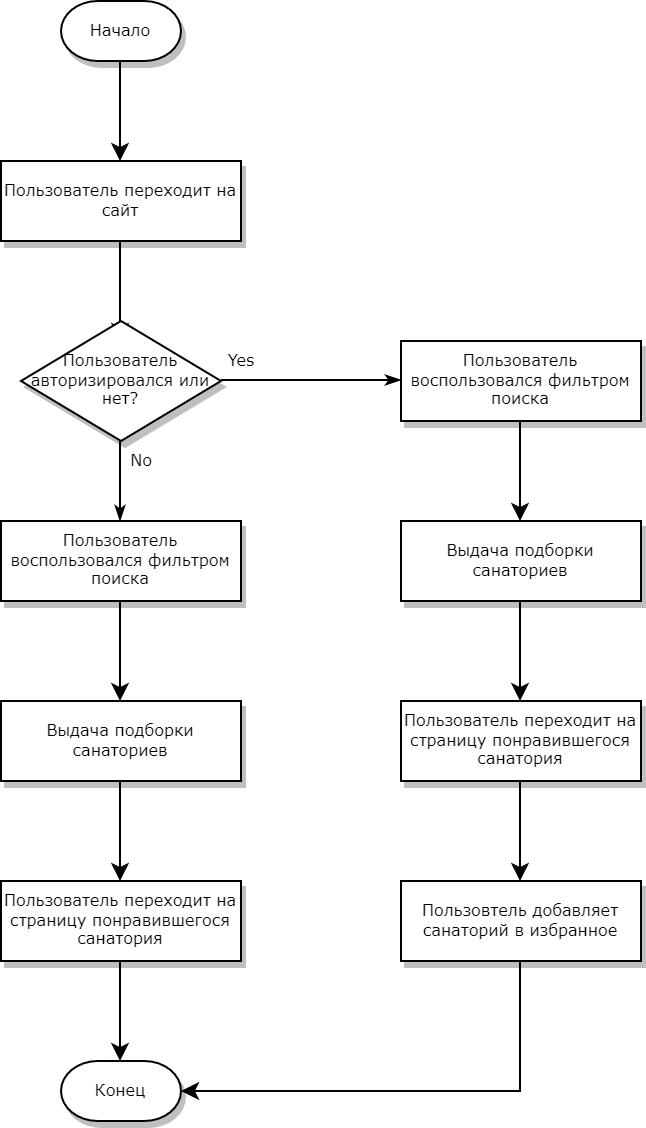 Начало
Пользователь переходит на
сайт
Пользователь
авторизировался или
нет?
Yes
No
Пользователь
воспользовался фильтром
поиска
Пользователь
воспользовался фильтром
поиска
Выдача подборки
санаториев
Выдача подборки
санаториев
Пользователь переходит на
страницу понравившегося
санатория
Пользователь переходит на
страницу понравившегося
санатория
Пользовтель добавляет
санаторий в избранное
Конец